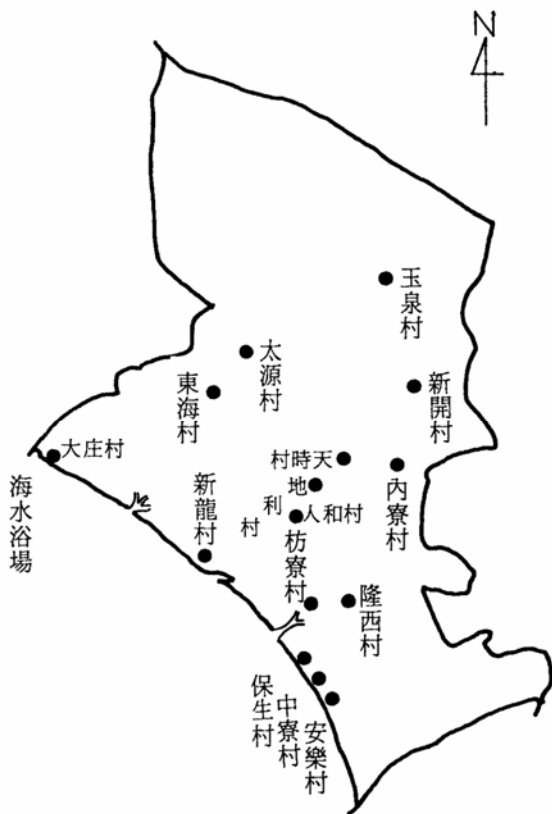 N
玉泉村
太源村
東海村
新開村
大庄村
村時天
內寮村
地
利
村
人和村
海水浴場
新龍村
枋寮村
隆西村
保生村
中寮村
安樂村